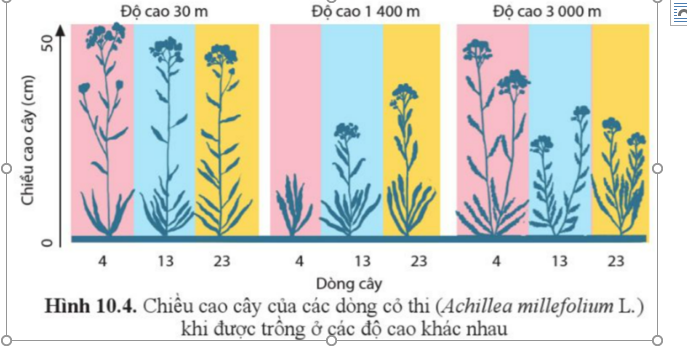 Độ cao 30 m
Độ cao 1 400 m
Độ cao 3 000 m
50
Chiều cao cây (cm)
0
4 13 23 4 13 23 4 13 23
Dòng cây
Hình 10.4. Chiều cao cây của các dòng cỏ thi (Achillea millefolium L.)
khi được trồng ở các độ cao khác nhau